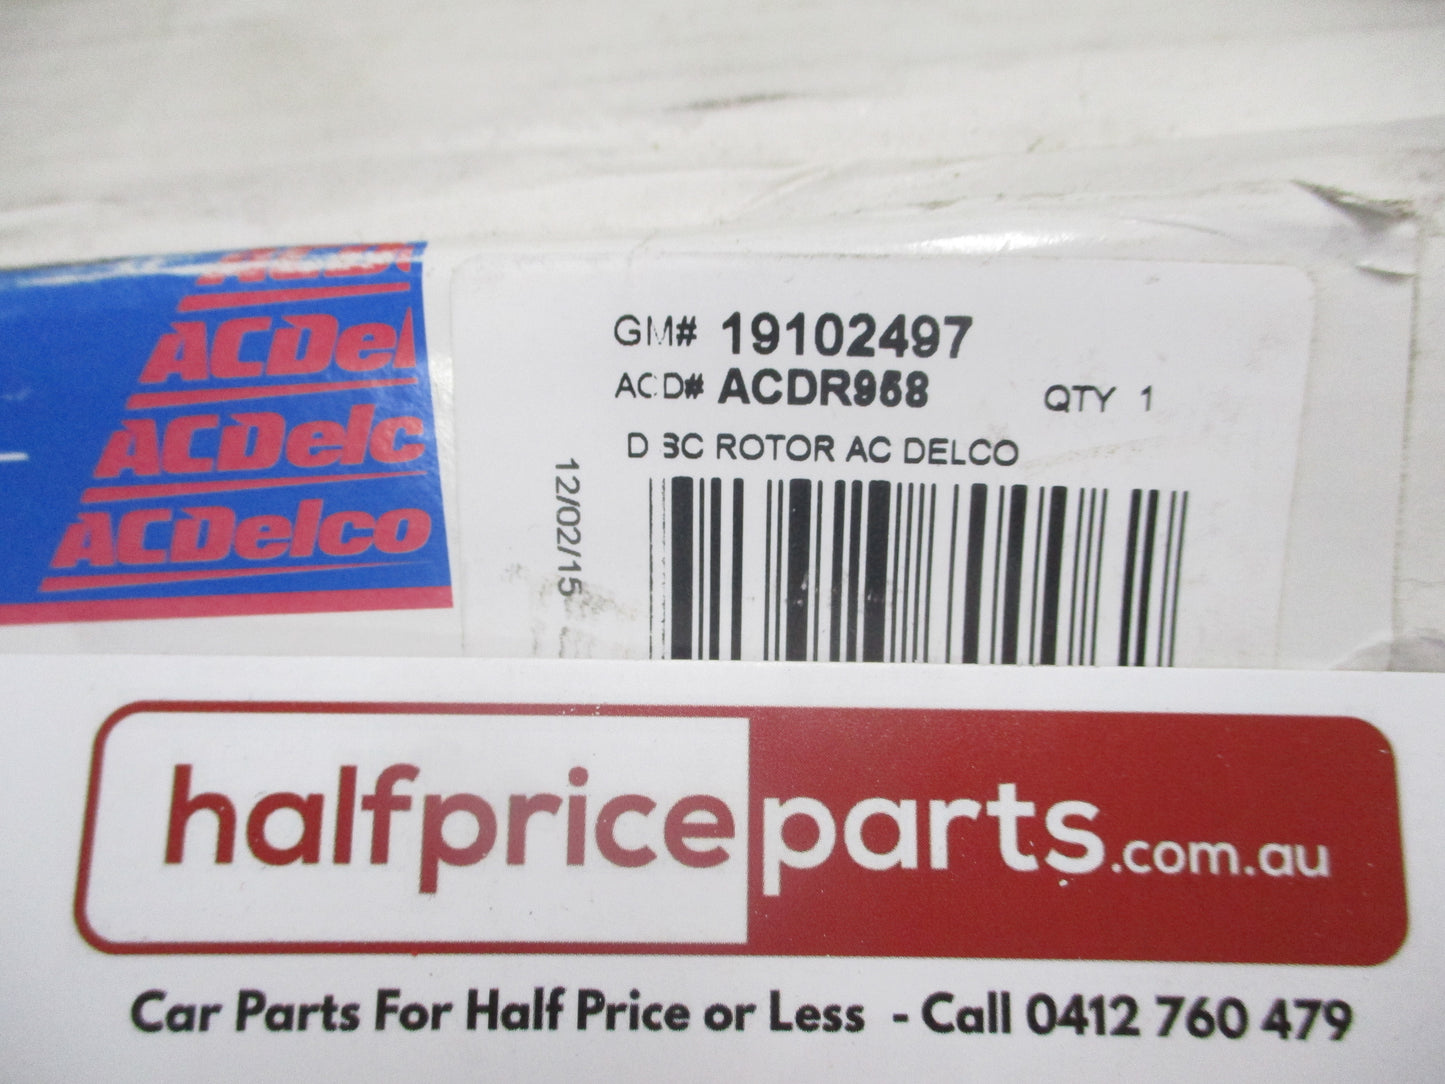 ACDel
ACDelc
ACDelco
GM# 19102497
ACD# ACDR958
QTY 1
DISC ROTOR AC DELCO
12/02/15
halfpriceparts.com.au
Car Parts For Half Price or Less - Call 0412 760 479